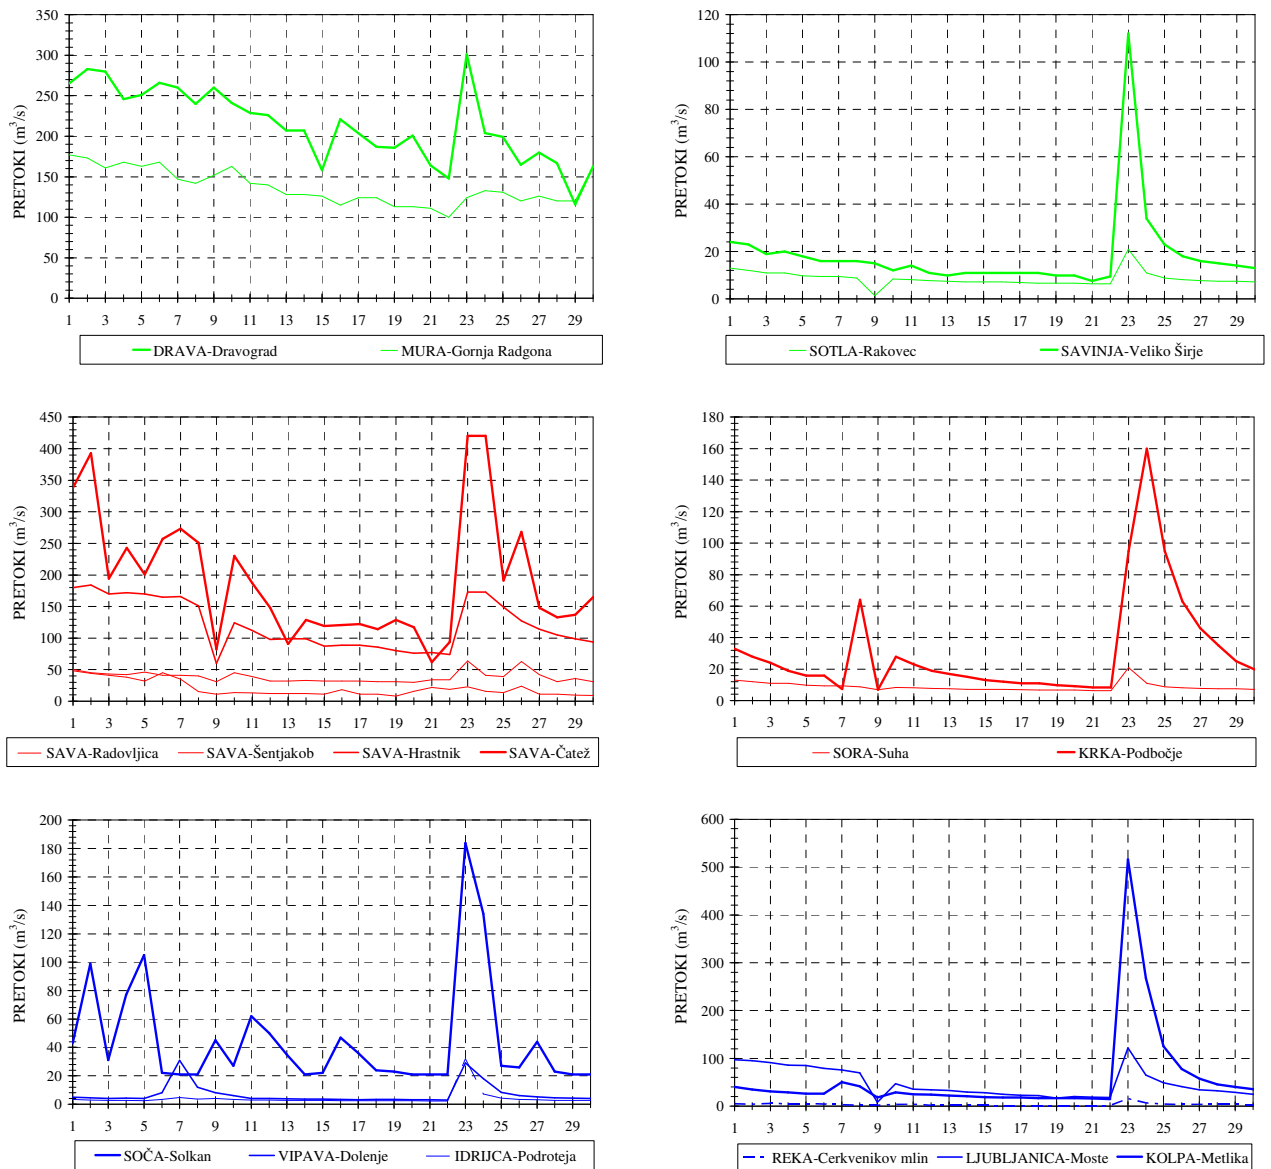 350
300
250
200
150
100
50
0
PRETOKI (m³/s)
1 3 5 7 9 11 13 15 17 19 21 23 25 27 29
DRAVA-Dravograd MURA-Gornja Radgona
120
100
80
60
40
20
0
PRETOKI (m³/s)
1 3 5 7 9 11 13 15 17 19 21 23 25 27 29
SOTLA-Rakovec SAVINJA-Veliko Širje
450
400
350
300
250
200
150
100
50
0
PRETOKI (m³/s)
1 3 5 7 9 11 13 15 17 19 21 23 25 27 29
SAVA-Radovljica SAVA-Šentjakob SAVA-Hrastnik SAVA-Čatež
180
160
140
120
100
80
60
40
20
0
PRETOKI (m³/s)
1 3 5 7 9 11 13 15 17 19 21 23 25 27 29
SORA-Suha KRKA-Podbočje
200
180
160
140
120
100
80
60
40
20
0
PRETOKI (m³/s)
1 3 5 7 9 11 13 15 17 19 21 23 25 27 29
SOČA-Solkan VIPAVA-Dolenje IDRIJCA-Podroteja
600
500
400
300
200
100
0
PRETOKI (m³/s)
1 3 5 7 9 11 13 15 17 19 21 23 25 27 29
REKA-Cerkvenikov mlin LJUBLJANICA-Moste KOLPA-Metlika